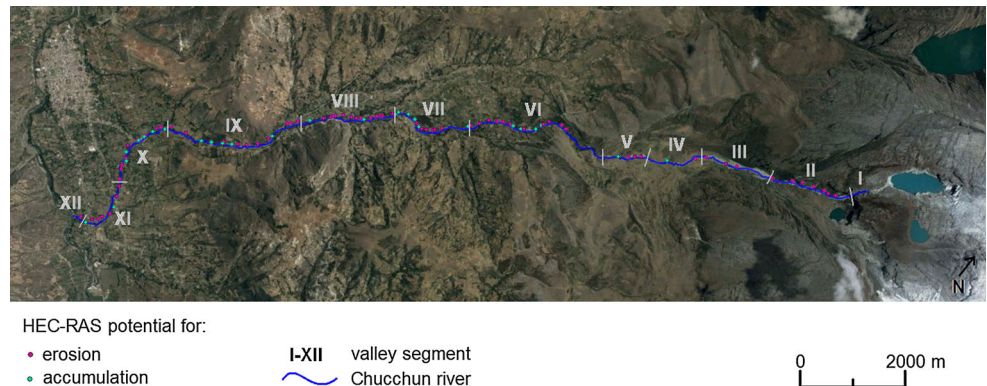 VIII
VII
IX
VI
X
V
IV
III
II
I
XII
XI
N
HEC-RAS potential for:
erosion
I-XII valley segment
accumulation
Chucchun river
0 2000 m